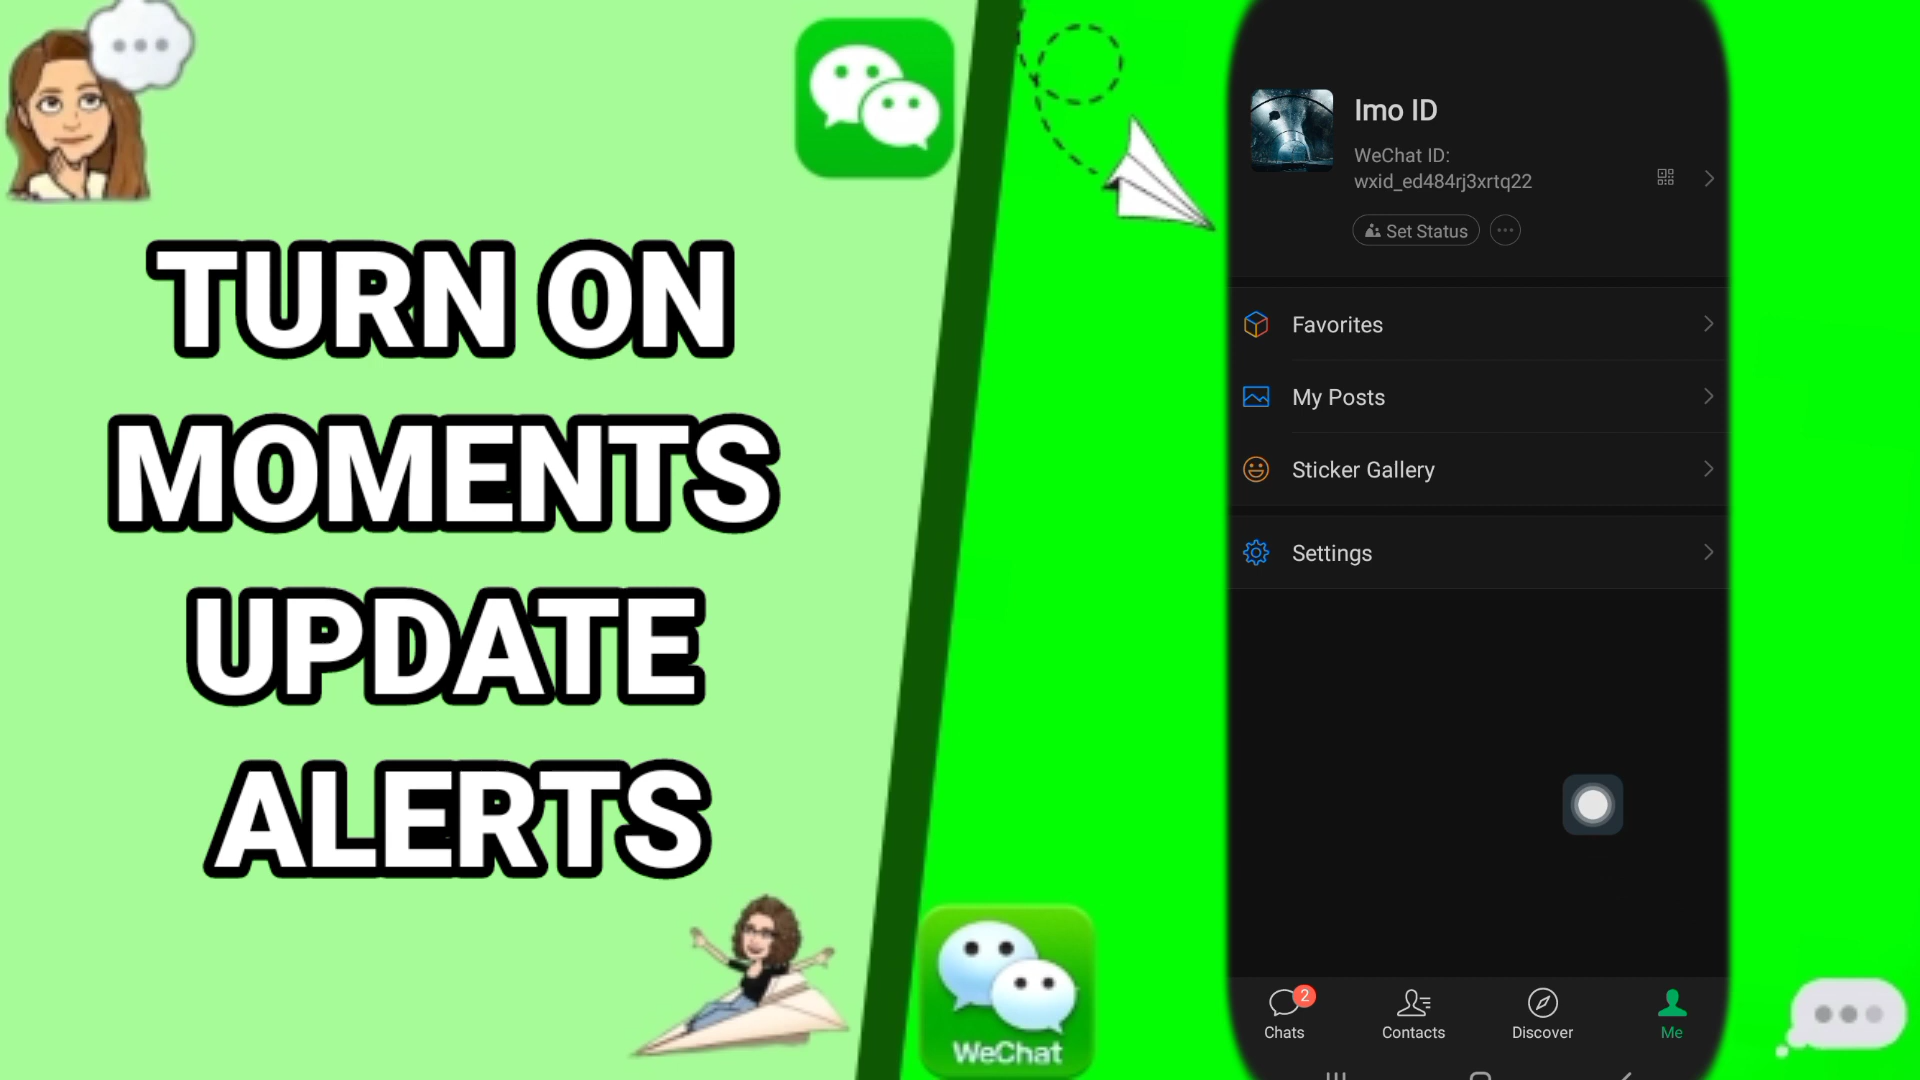 TURN ON
MOMENTS
UPDATE
ALERTS
WeChat
Imo ID
WeChat ID:
wxid_ed484rj3xrtq22
Set Status
Favorites
My Posts
Sticker Gallery
Settings
2
Chats
Contacts
Discover
Me